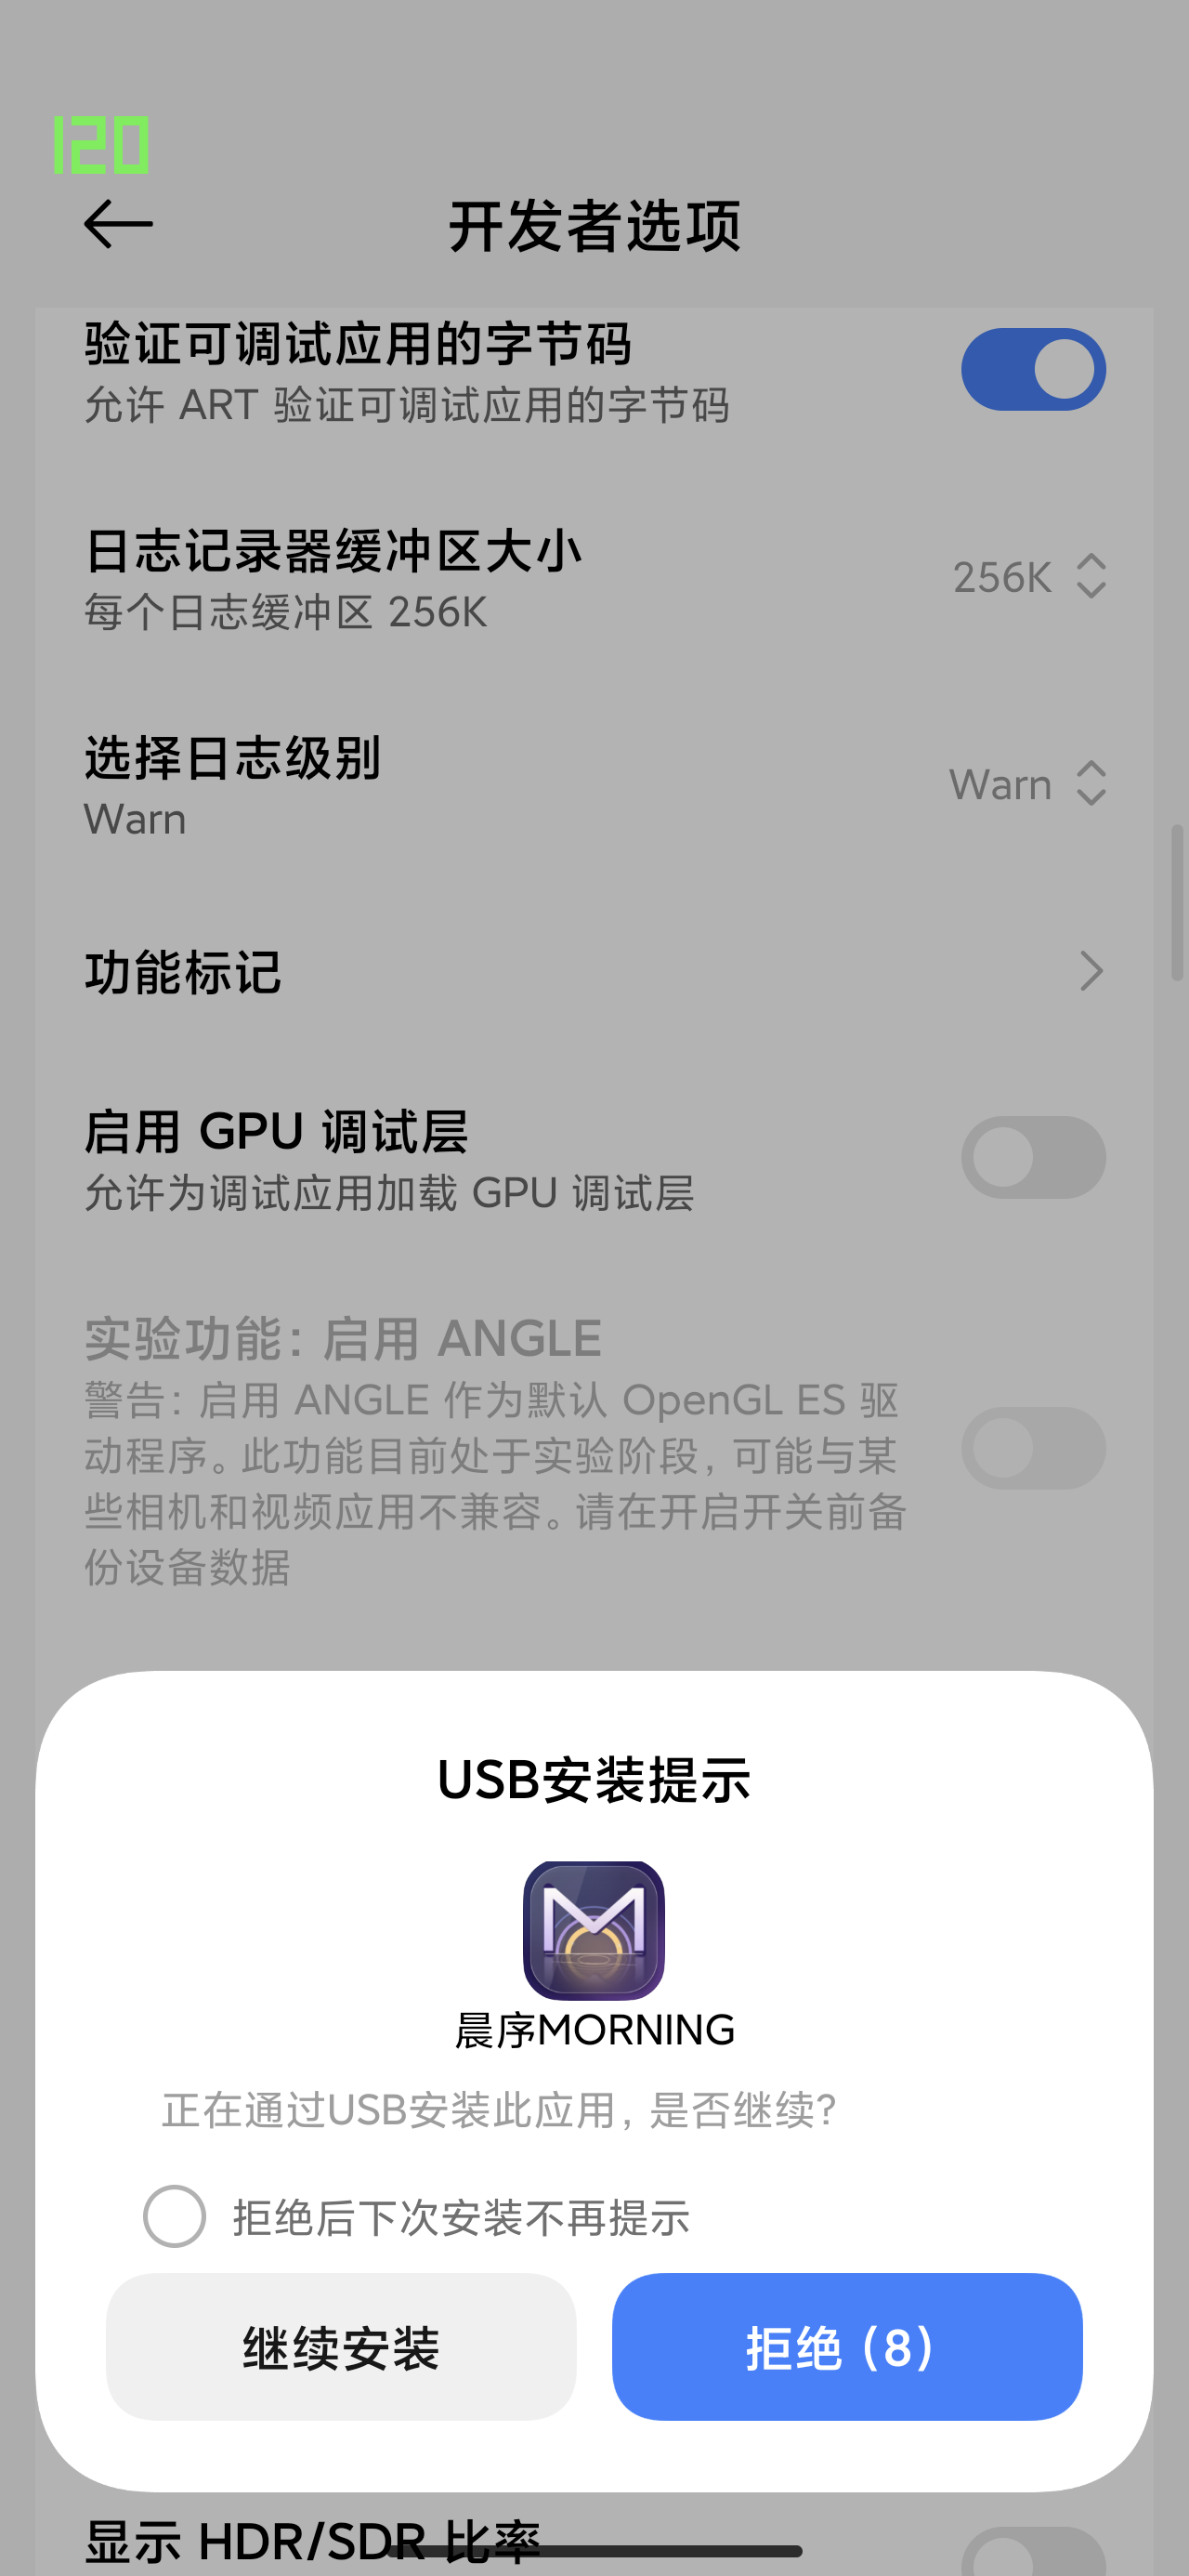 120
开发者选项
验证可调试应用的字节码
允许 ART 验证可调试应用的字节码
日志记录器缓冲区大小
每个日志缓冲区 256K
256K
选择日志级别
Warn
Warn
功能标记
启用 GPU 调试层
允许为调试应用加载 GPU 调试层
实验功能：启用 ANGLE
警告：启用 ANGLE 作为默认 OpenGL ES 驱
动程序。此功能目前处于实验阶段，可能与某
些相机和视频应用不兼容。请在开启开关前备
份设备数据
USB安装提示
M
晨序MORNING
正在通过USB安装此应用，是否继续？
拒绝后下次安装不再提示
继续安装
拒绝（8）
显示 HDR/SDR 比率